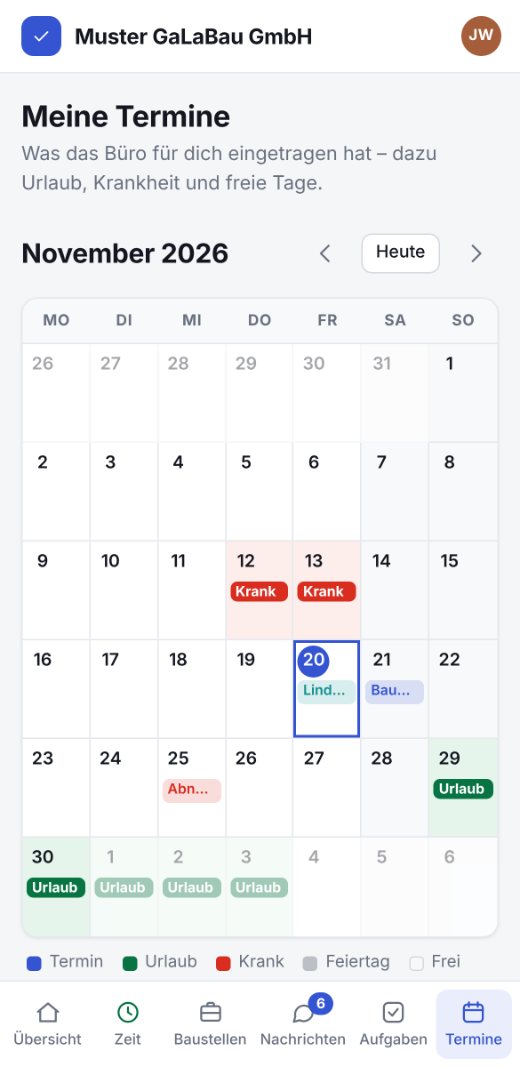 Muster GaLaBau GmbH
JW
Meine Termine
Was das Büro für dich eingetragen hat – dazu
Urlaub, Krankheit und freie Tage.
November 2026
Heute
MO DI MI DO FR SA SO
26 27 28 29 30 31 1
2 3 4 5 6 7 8
9 10 11 12 13 14 15
Krank Krank
16 17 18 19 20 21 22
Lind... Bau...
23 24 25 26 27 28 29
Abn... Urlaub
30 1 2 3 4 5 6
Urlaub Urlaub Urlaub Urlaub
Termin Urlaub Krank Feiertag Frei
6
Übersicht Zeit Baustellen Nachrichten Aufgaben Termine